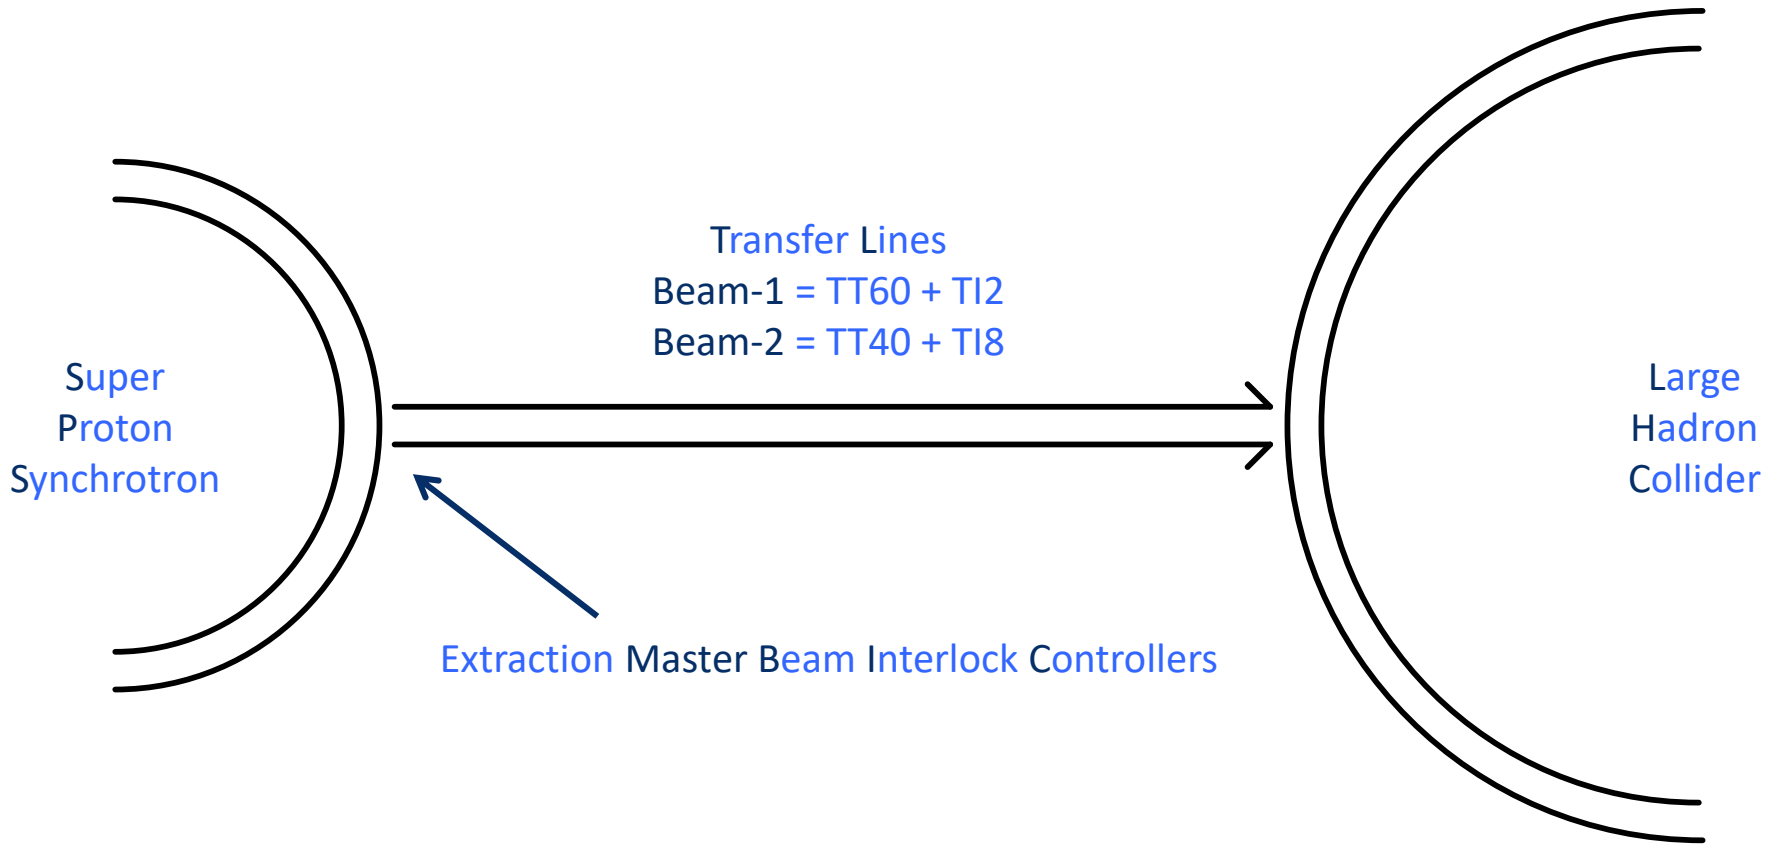 Transfer Lines
Beam-1 = TT60 + TI2
Beam-2 = TT40 + TI8
Super
Proton
Synchrotron
Large
Hadron
Collider
Extraction Master Beam Interlock Controllers